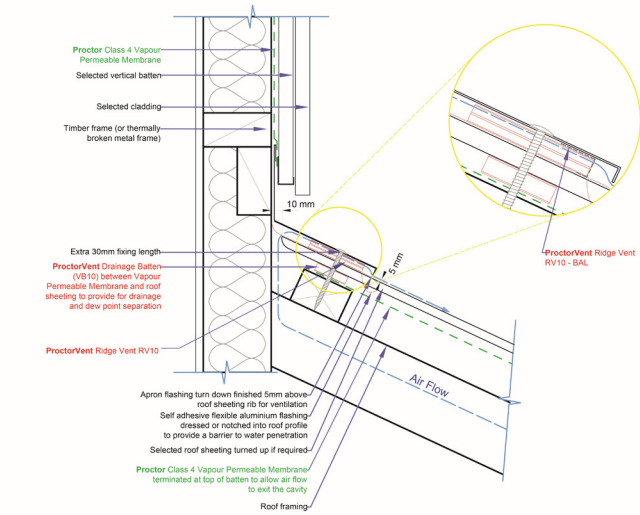 Proctor Class 4 Vapour
Permeable Membrane
Selected vertical batten
Selected cladding
Timber frame (or thermally
broken metal frame)
10 mm
Extra 30mm fixing length
ProctorVent Drainage Batten
(VB10) between Vapour
Permeable Membrane and roof
sheeting to provide for drainage
and dew point separation
5 mm
ProctorVent Ridge Vent
RV10 - BAL
ProctorVent Ridge Vent RV10
Air Flow
Apron flashing turn down finished 5mm above
roof sheeting rib for ventilation
Self adhesive flexible aluminium flashing
dressed or notched into roof profile
to provide a barrier to water penetration
Selected roof sheeting turned up if required
Proctor Class 4 Vapour Permeable Membrane
terminated at top of batten to allow air flow
to exit the cavity
Roof framing